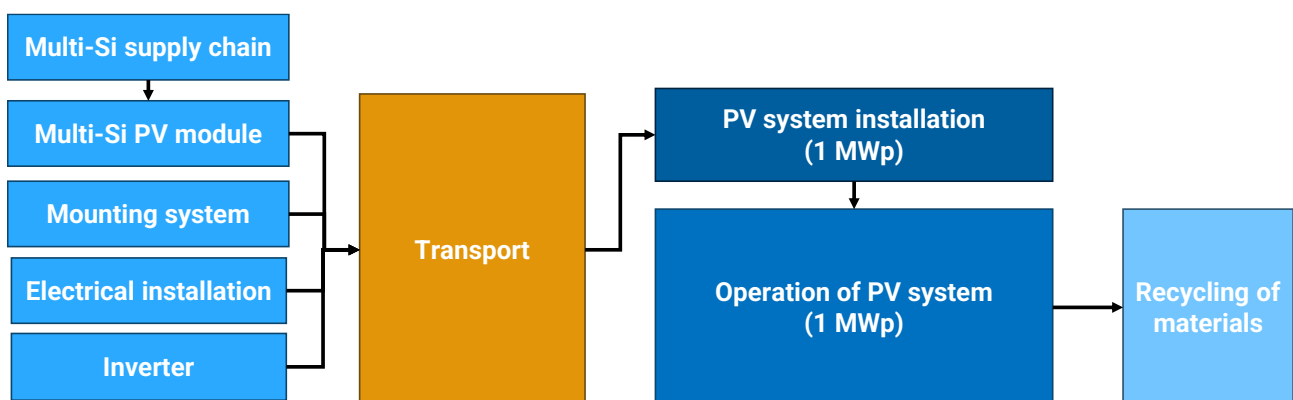 Multi-Si supply chain
Multi-Si PV module
Mounting system
Electrical installation
Inverter
Transport
PV system installation
(1 MWp)
Operation of PV system
(1 MWp)
Recycling of
materials